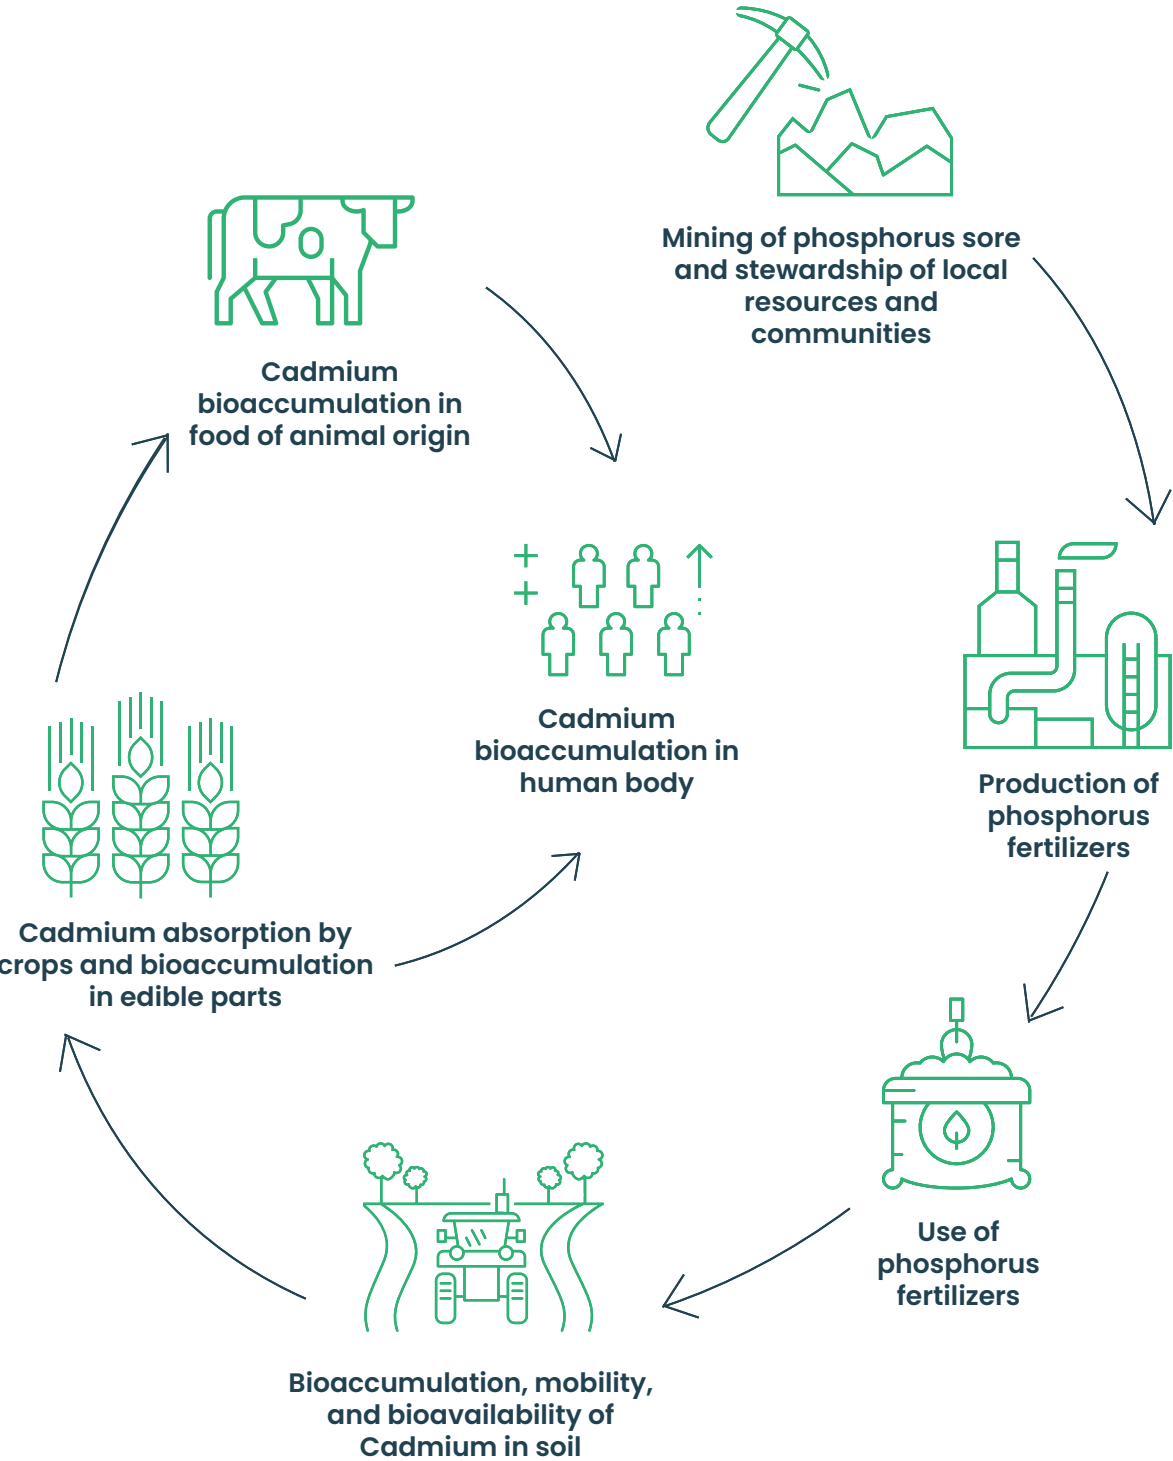 Mining of phosphorus sore
and stewardship of local
resources and
communities
Cadmium
bioaccumulation in
food of animal origin
Cadmium
bioaccumulation in
human body
Production of
phosphorus
fertilizers
Cadmium absorption by
crops and bioaccumulation
in edible parts
Use of
phosphorus
fertilizers
Bioaccumulation, mobility,
and bioavailability of
Cadmium in soil